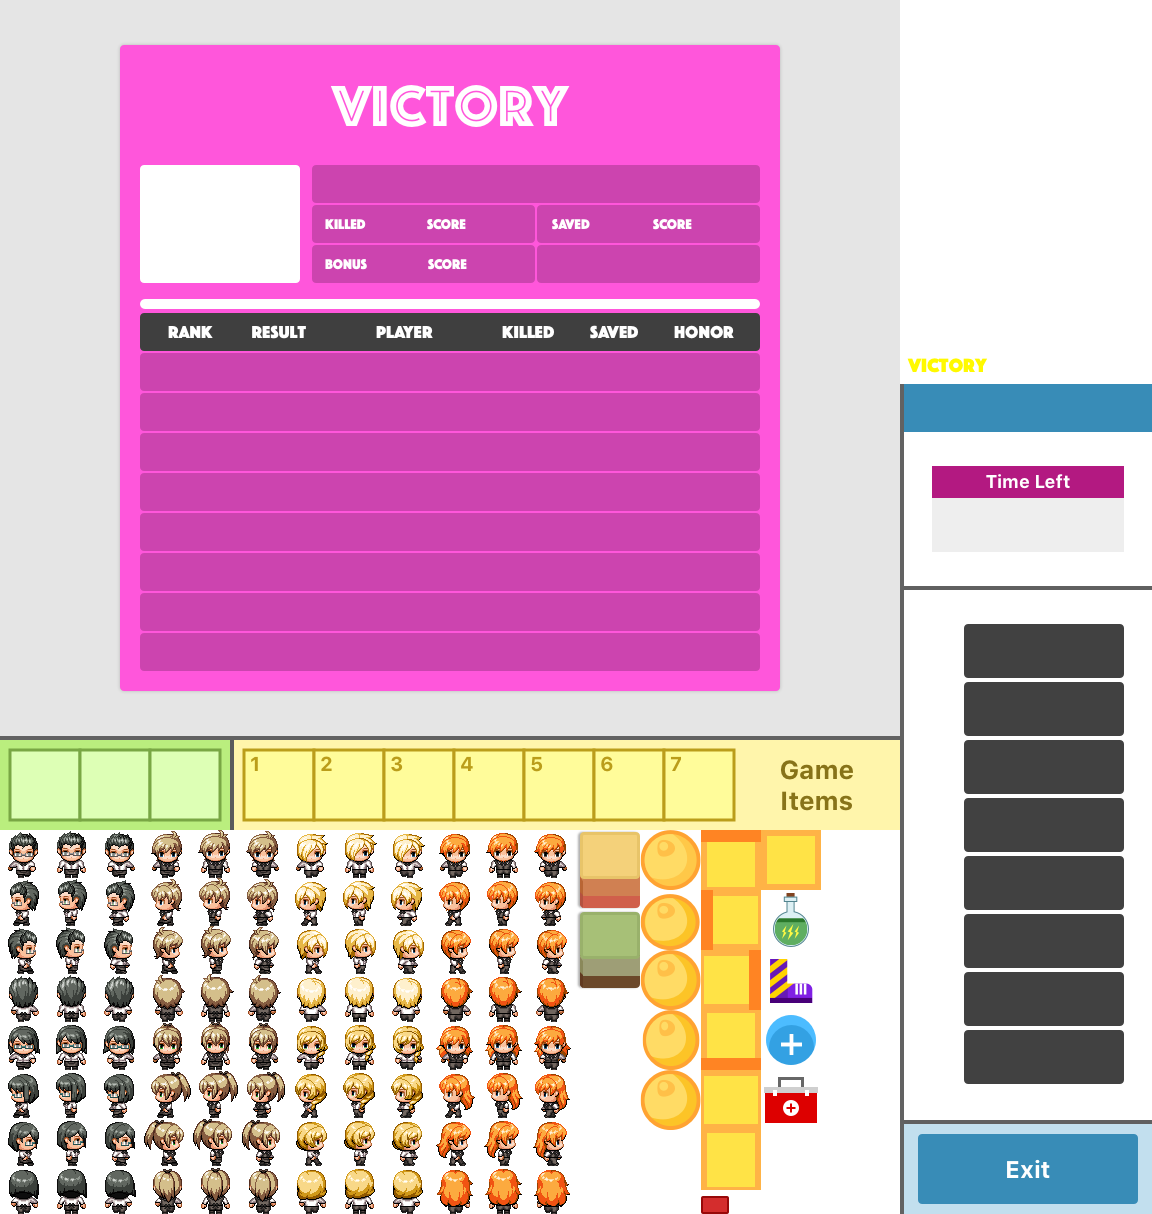 VICTORY
KILLED SCORE SAVED SCORE
BONUS SCORE
RANK RESULT PLAYER KILLED SAVED HONOR
VICTORY
Time Left
1 2 3 4 5 6 7
Game
Items
Exit